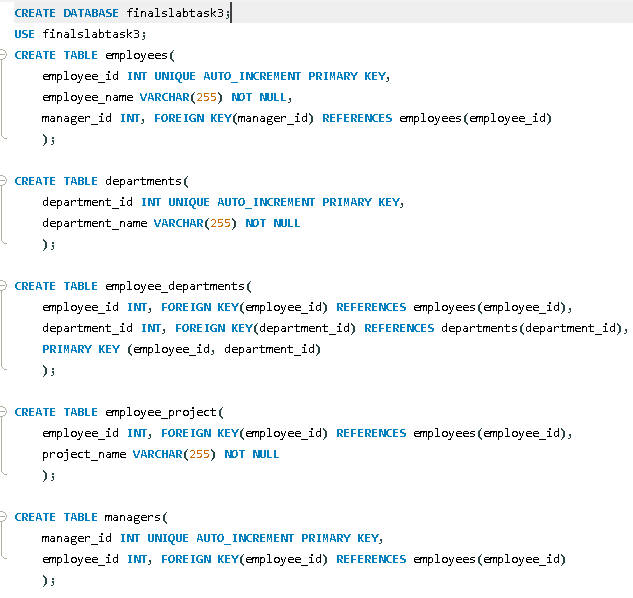 CREATE DATABASE finalslabtask3;
USE finalslabtask3;
CREATE TABLE employees(
employee_id INT UNIQUE AUTO_INCREMENT PRIMARY KEY,
employee_name VARCHAR(255) NOT NULL,
manager_id INT, FOREIGN KEY(manager_id) REFERENCES employees(employee_id)
);
CREATE TABLE departments(
department_id INT UNIQUE AUTO_INCREMENT PRIMARY KEY,
department_name VARCHAR(255) NOT NULL
);
CREATE TABLE employee_departments(
employee_id INT, FOREIGN KEY(employee_id) REFERENCES employees(employee_id),
department_id INT, FOREIGN KEY(department_id) REFERENCES departments(department_id),
PRIMARY KEY (employee_id, department_id)
);
CREATE TABLE employee_project(
employee_id INT, FOREIGN KEY(employee_id) REFERENCES employees(employee_id),
project_name VARCHAR(255) NOT NULL
);
CREATE TABLE managers(
manager_id INT UNIQUE AUTO_INCREMENT PRIMARY KEY,
employee_id INT, FOREIGN KEY(employee_id) REFERENCES employees(employee_id)
);